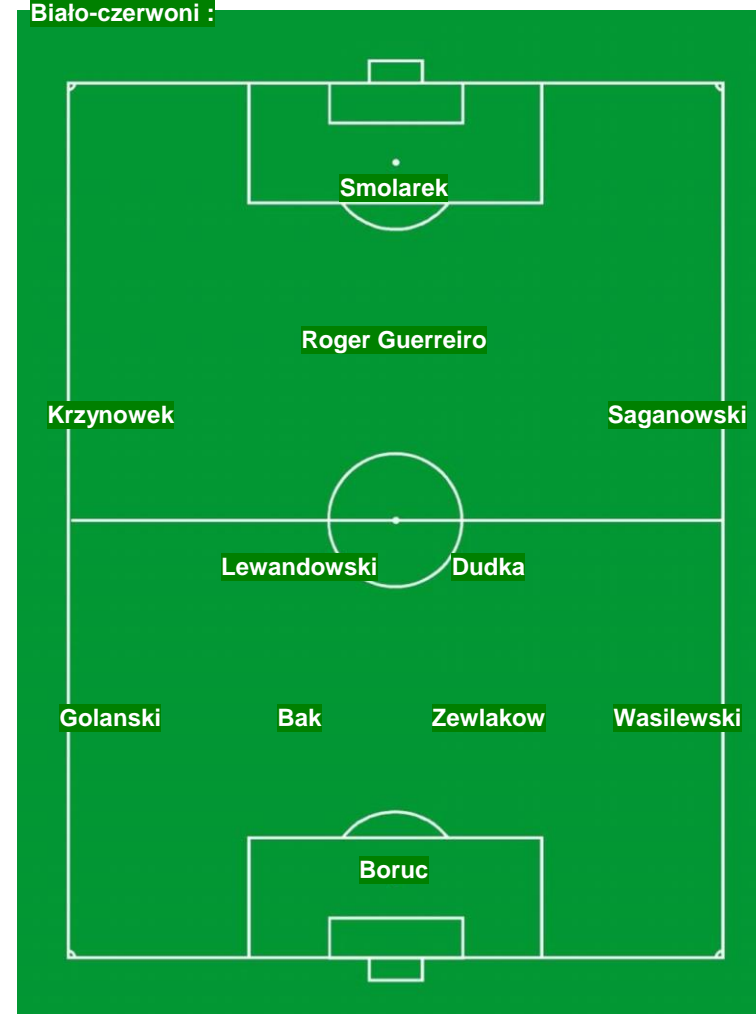 Biało-czerwoni :
Smolarek
Roger Guerreiro
Krzynowek
Saganowski
Lewandowski
Dudka
Golanski
Bak
Zewlakow
Wasilewski
Boruc